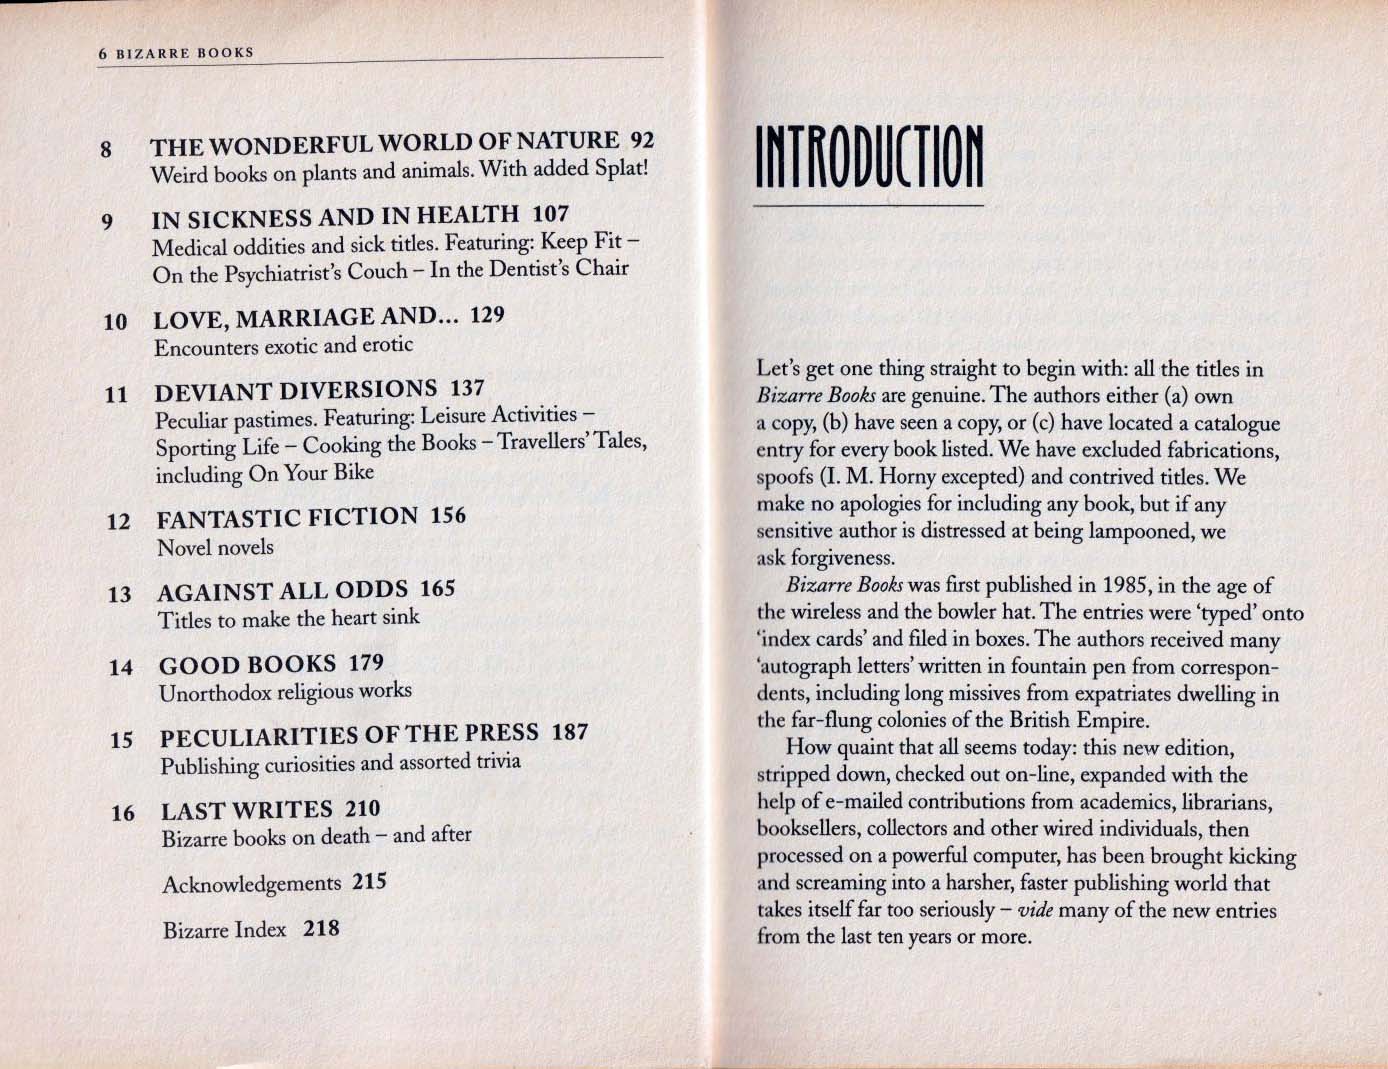 6 BIZARRE BOOKS
8 THE WONDERFUL WORLD OF NATURE 92
Weird books on plants and animals. With added Splat!
9 IN SICKNESS AND IN HEALTH 107
Medical oddities and sick titles. Featuring: Keep Fit –
On the Psychiatrist's Couch – In the Dentist's Chair
10 LOVE, MARRIAGE AND... 129
Encounters exotic and erotic
11 DEVIANT DIVERSIONS 137
Peculiar pastimes. Featuring: Leisure Activities –
Sporting Life – Cooking the Books – Travellers' Tales,
including On Your Bike
12 FANTASTIC FICTION 156
Novel novels
13 AGAINST ALL ODDS 165
Titles to make the heart sink
14 GOOD BOOKS 179
Unorthodox religious works
15 PECULIARITIES OF THE PRESS 187
Publishing curiosities and assorted trivia
16 LAST WRITES 210
Bizarre books on death – and after
Acknowledgements 215
Bizarre Index 218
INTRODUCTION
Let's get one thing straight to begin with: all the titles in
Bizarre Books are genuine. The authors either (a) own
a copy, (b) have seen a copy, or (c) have located a catalogue
entry for every book listed. We have excluded fabrications,
spoofs (I. M. Horny excepted) and contrived titles. We
make no apologies for including any book, but if any
sensitive author is distressed at being lampooned, we
ask forgiveness.
Bizarre Books was first published in 1985, in the age of
the wireless and the bowler hat. The entries were 'typed' onto
'index cards' and filed in boxes. The authors received many
'autograph letters' written in fountain pen from correspon-
dents, including long missives from expatriates dwelling in
the far-flung colonies of the British Empire.
How quaint that all seems today: this new edition,
stripped down, checked out on-line, expanded with the
help of e-mailed contributions from academics, librarians,
booksellers, collectors and other wired individuals, then
processed on a powerful computer, has been brought kicking
and screaming into a harsher, faster publishing world that
takes itself far too seriously – vide many of the new entries
from the last ten years or more.